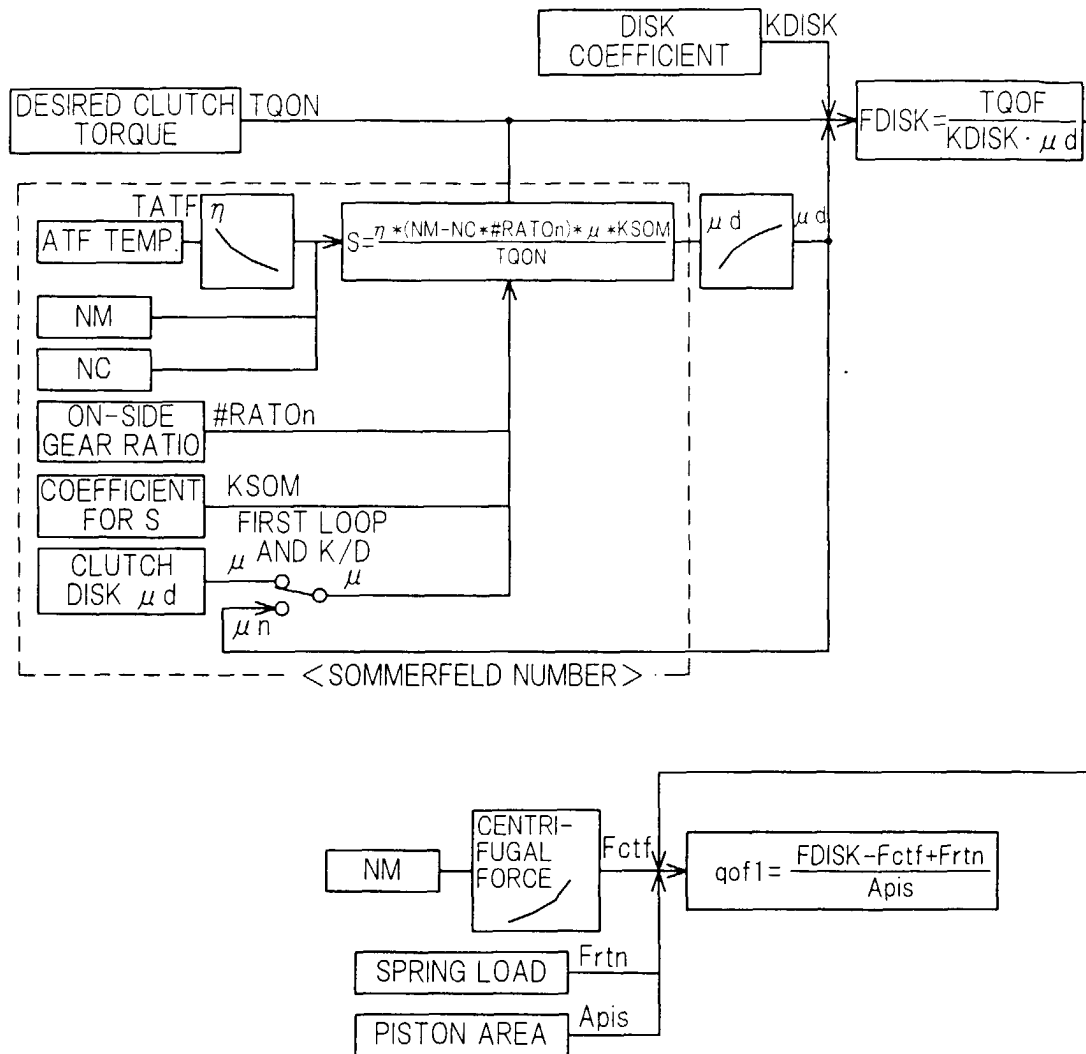 DISK
COEFFICIENT
KDISK
DESIRED CLUTCH
TORQUE
TQON
FDISK= TQOF
KDISK · μd
TATF
ATF TEMP.
η
S= η*(NM-NC*#RATOn)*μ*KSOM
TQON
μd
μd
NM
NC
ON-SIDE
GEAR RATIO
#RATOn
COEFFICIENT
FOR S
KSOM
FIRST LOOP
AND K/D
CLUTCH
DISK μd
μ
μ
μn
<SOMMERFELD NUMBER>
NM
CENTRI-
FUGAL
FORCE
Fctf
qof1= FDISK-Fctf+Frtn
Apis
SPRING LOAD
Frtn
PISTON AREA
Apis